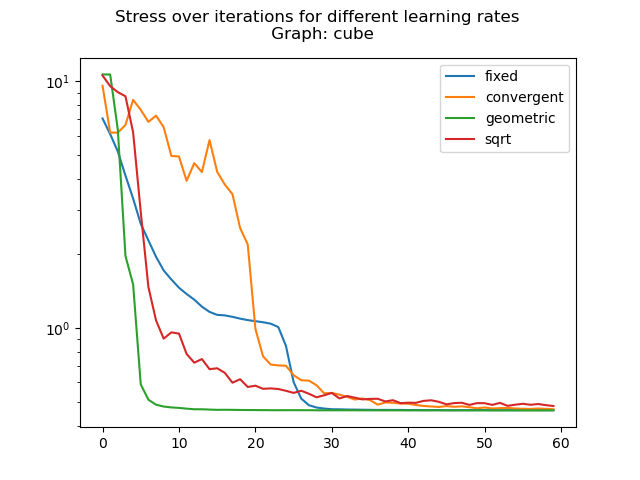 Stress over iterations for different learning rates
Graph: cube
fixed
convergent
geometric
sqrt
10¹
10⁰
0 10 20 30 40 50 60